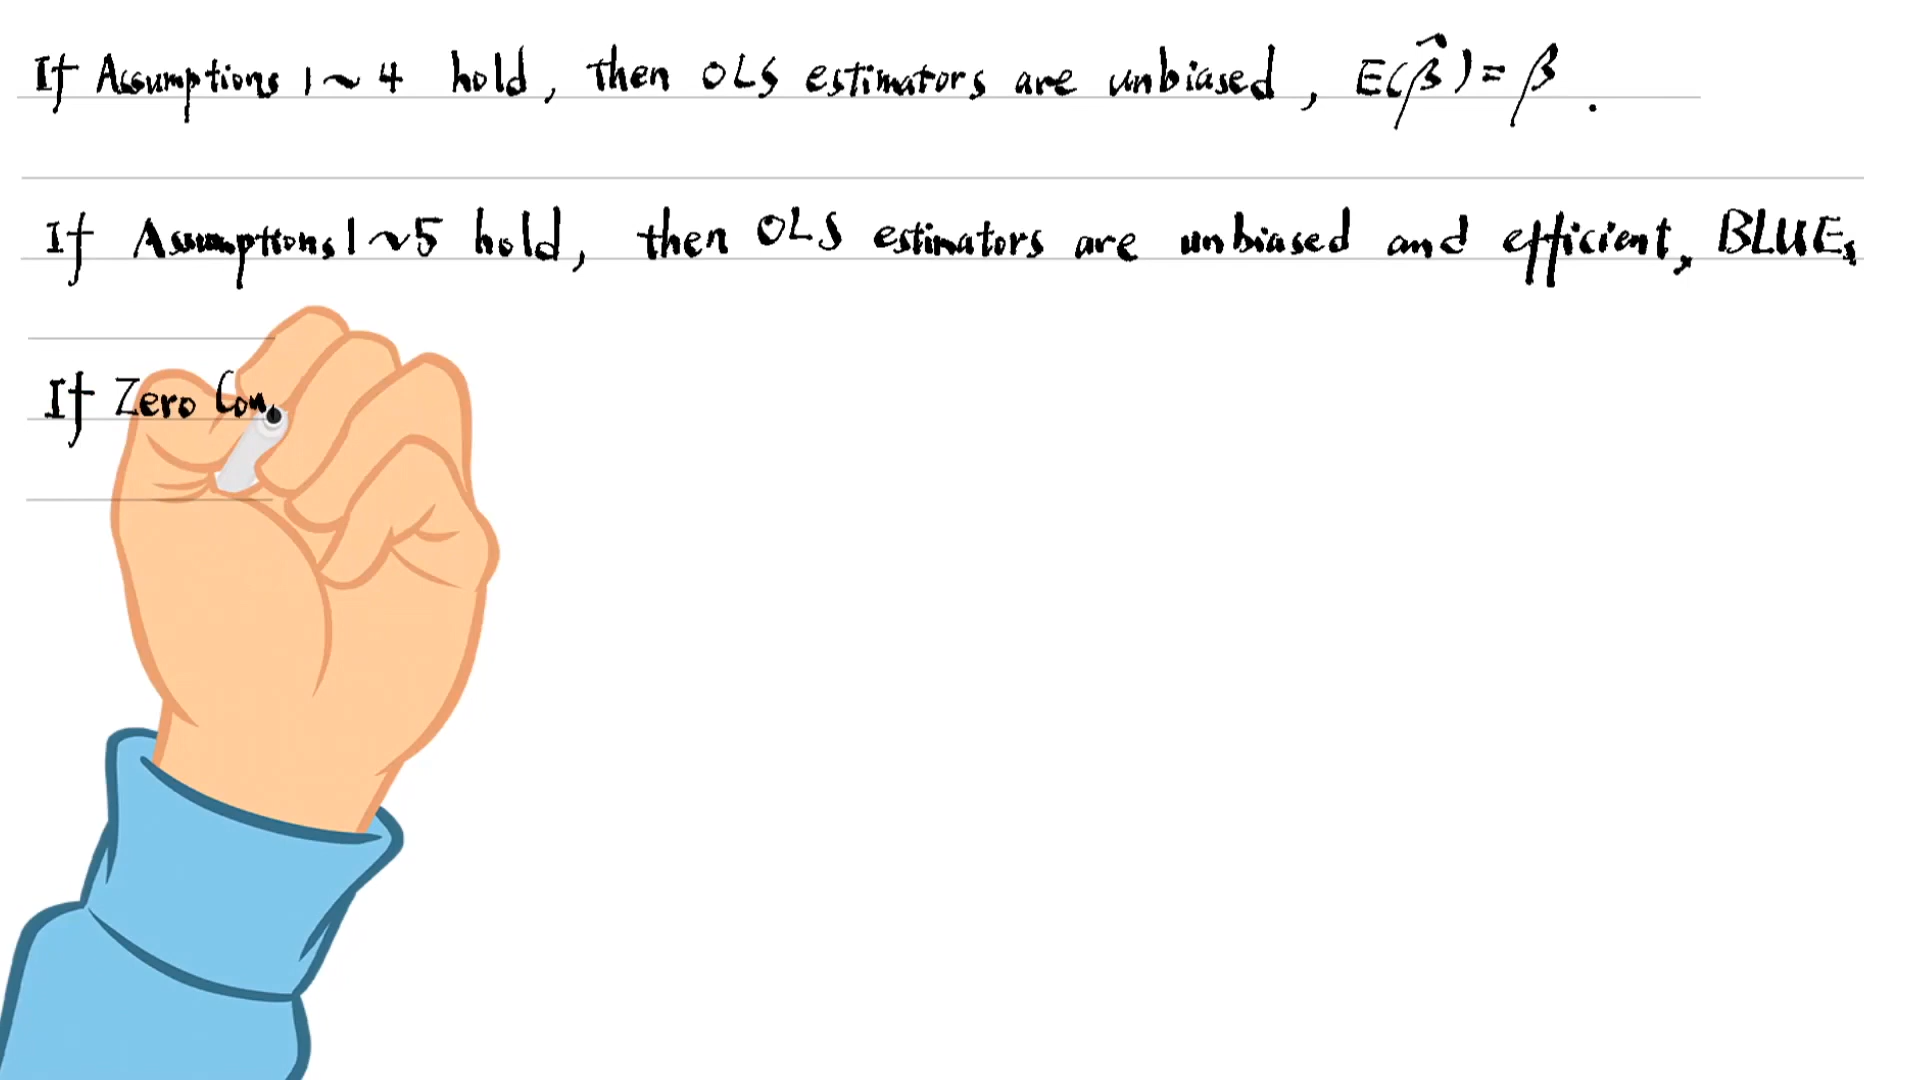 If Assumptions 1~4 hold, then OLS estimators are unbiased, E(β̂) = β.
If Assumptions 1~5 hold, then OLS estimators are unbiased and efficient, BLUE.
If Zero Con